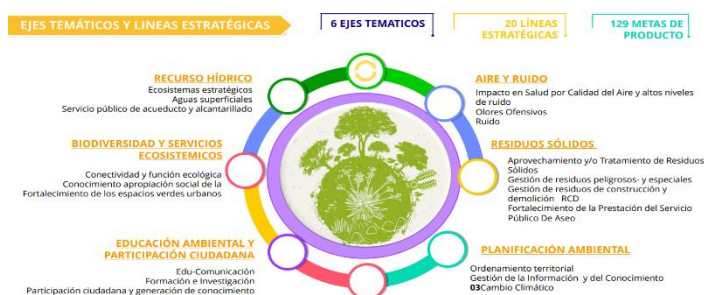 EJES TEMÁTICOS Y LINEAS ESTRATÉGICAS
6 EJES TEMATICOS
20 LÍNEAS
ESTRATÉGICAS
129 METAS DE
PRODUCTO
RECURSO HÍDRICO
Ecosistemas estratégicos
Aguas superficiales
Servicio público de acueducto y alcantarillado
BIODIVERSIDAD Y SERVICIOS
ECOSISTEMICOS
Conectividad y función ecológica
Conocimiento apropiación social de la
Fortalecimiento de los espacios verdes urbanos
EDUCACIÓN AMBIENTAL Y
PARTICIPACIÓN CIUDADANA
Edu-Comunicación
Formación e Investigación
Participación ciudadana y generación de conocimiento
AIRE Y RUIDO
Impacto en Salud por Calidad del Aire y altos niveles
de ruido
Olores Ofensivos
Ruido
RESIDUOS SÓLIDOS
Aprovechamiento y/o Tratamiento de Residuos
Sólidos
Gestión de residuos peligrosos- y especiales
Gestión de residuos de construcción y
demolición RCD
Fortalecimiento de la Prestación del Servicio
Público De Aseo
PLANIFICACIÓN AMBIENTAL
Ordenamiento territorial
Gestión de la Información y del Conocimiento
03Cambio Climático